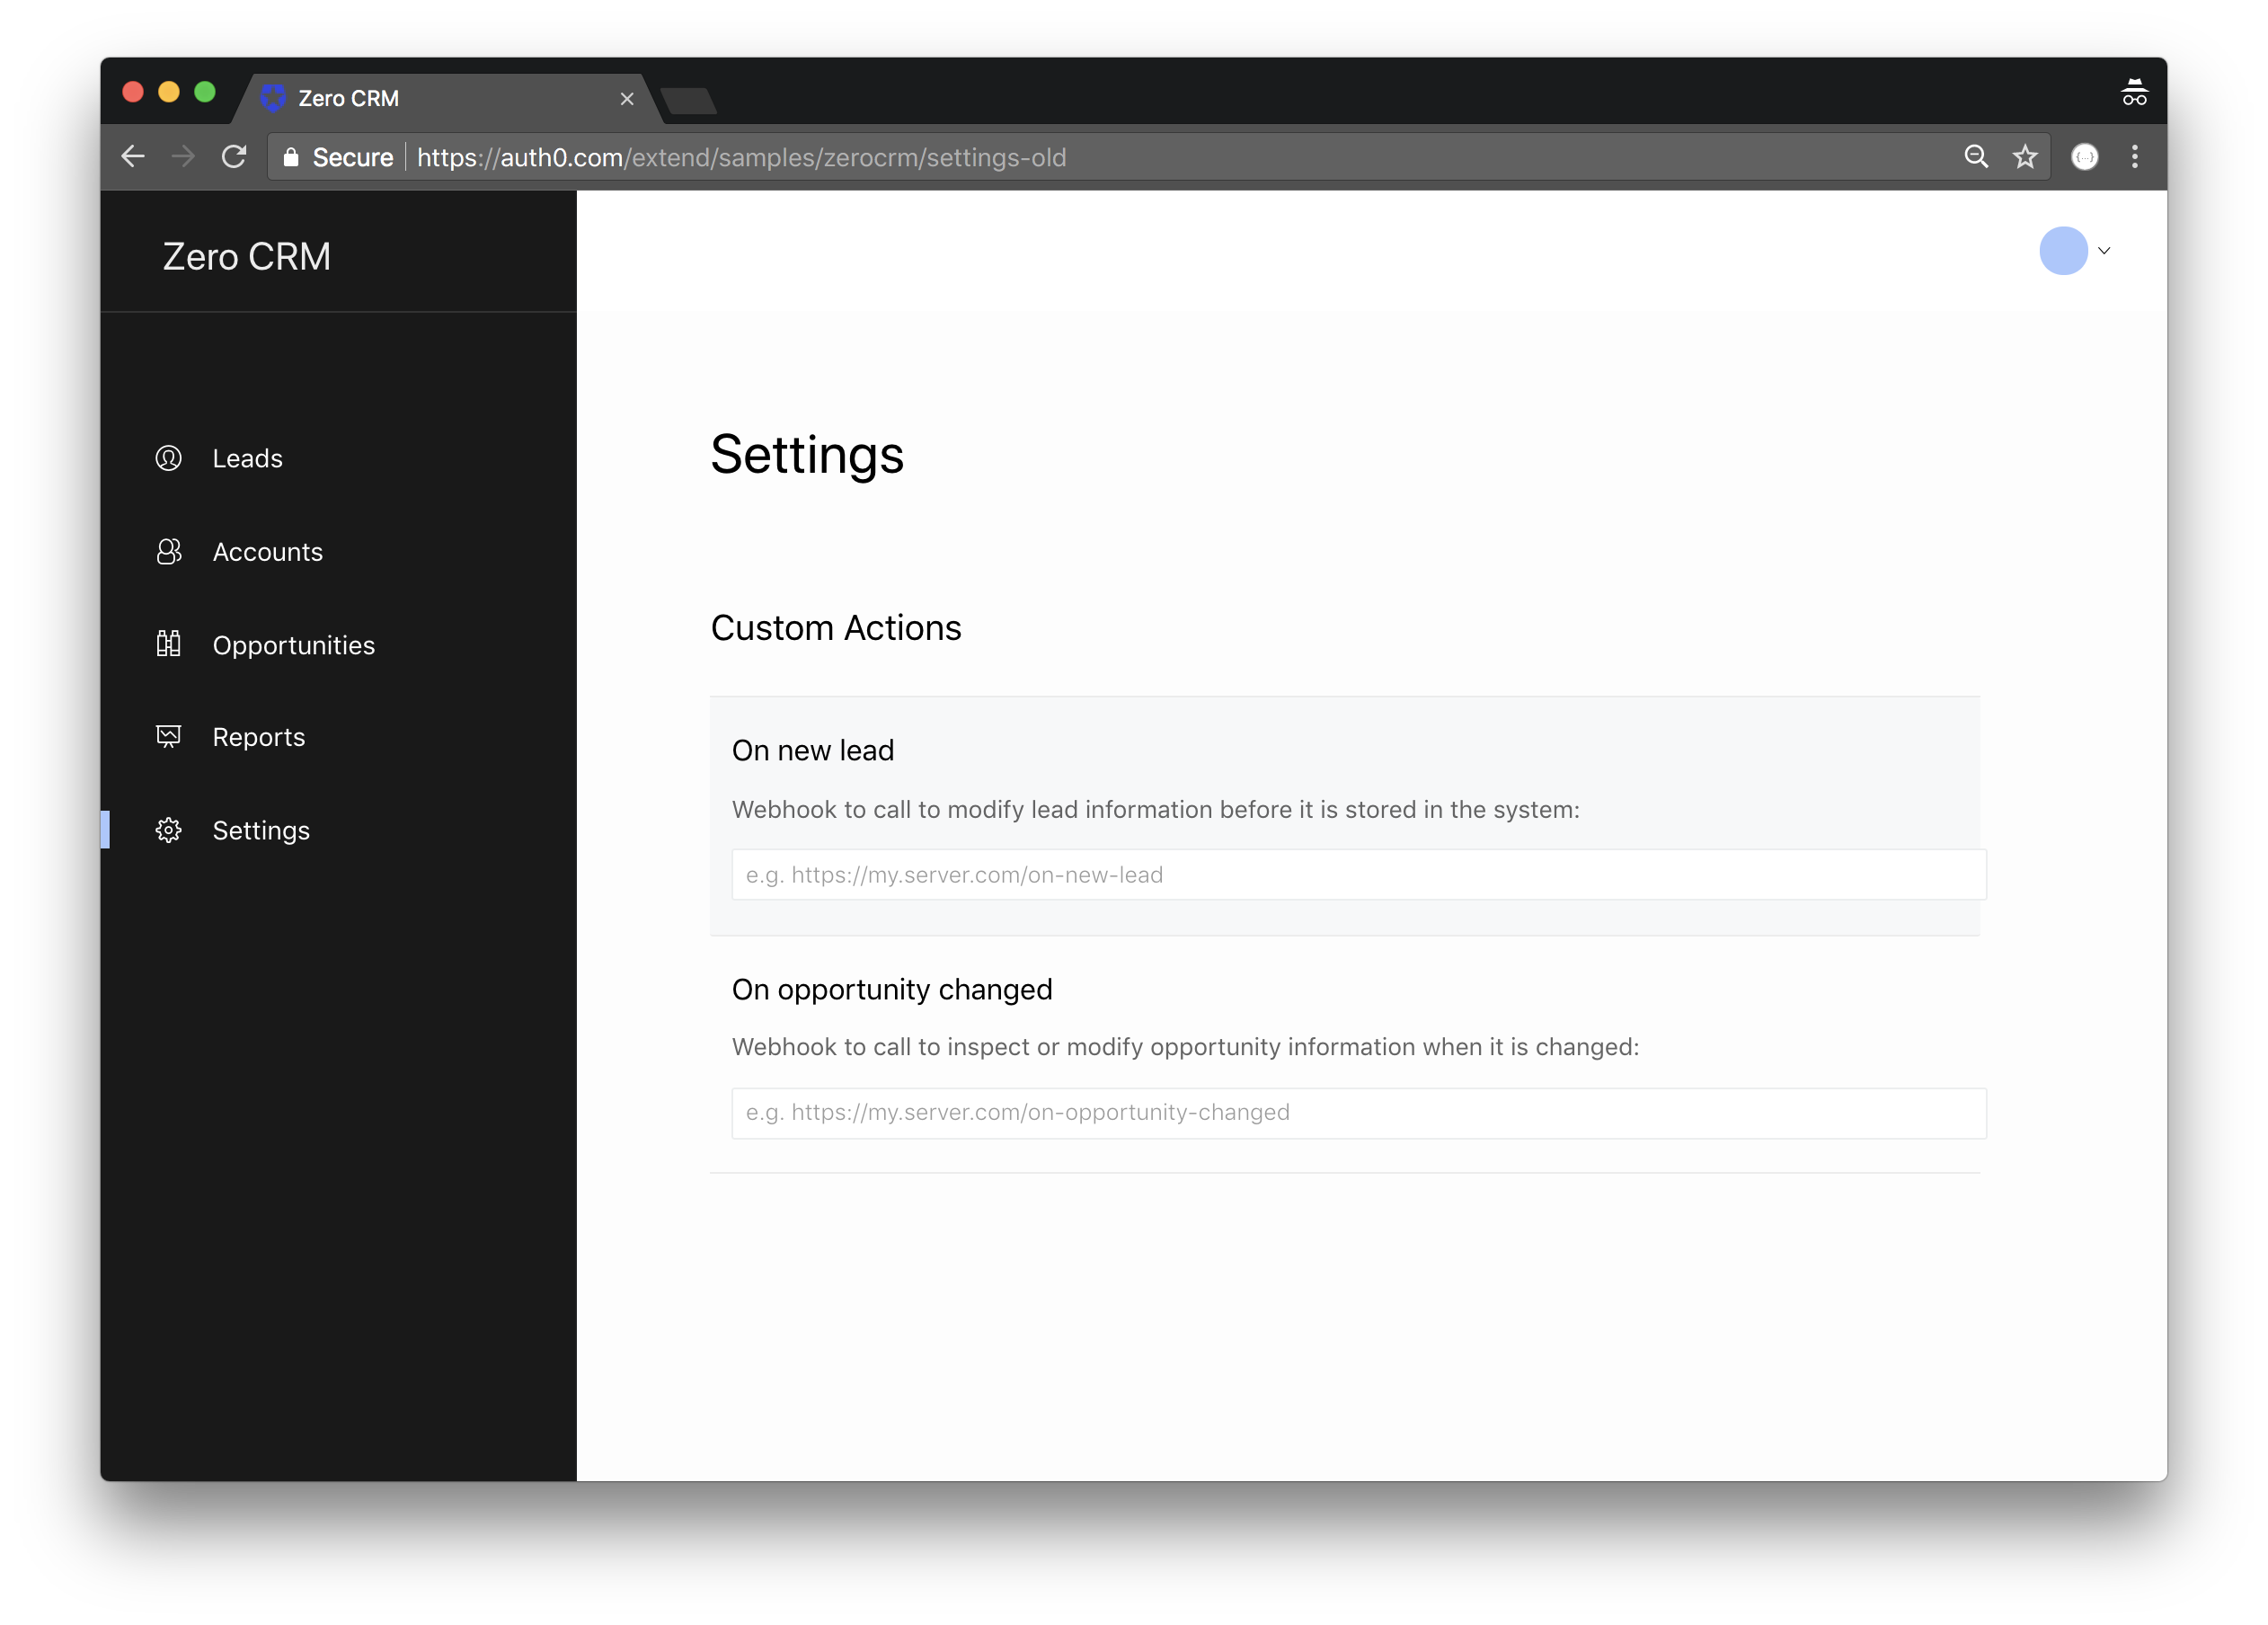 Zero CRM
Secure https://auth0.com/extend/samples/zerocrm/settings-old
Zero CRM
Leads
Accounts
Opportunities
Reports
Settings
Settings
Custom Actions
On new lead
Webhook to call to modify lead information before it is stored in the system:
e.g. https://my.server.com/on-new-lead
On opportunity changed
Webhook to call to inspect or modify opportunity information when it is changed:
e.g. https://my.server.com/on-opportunity-changed